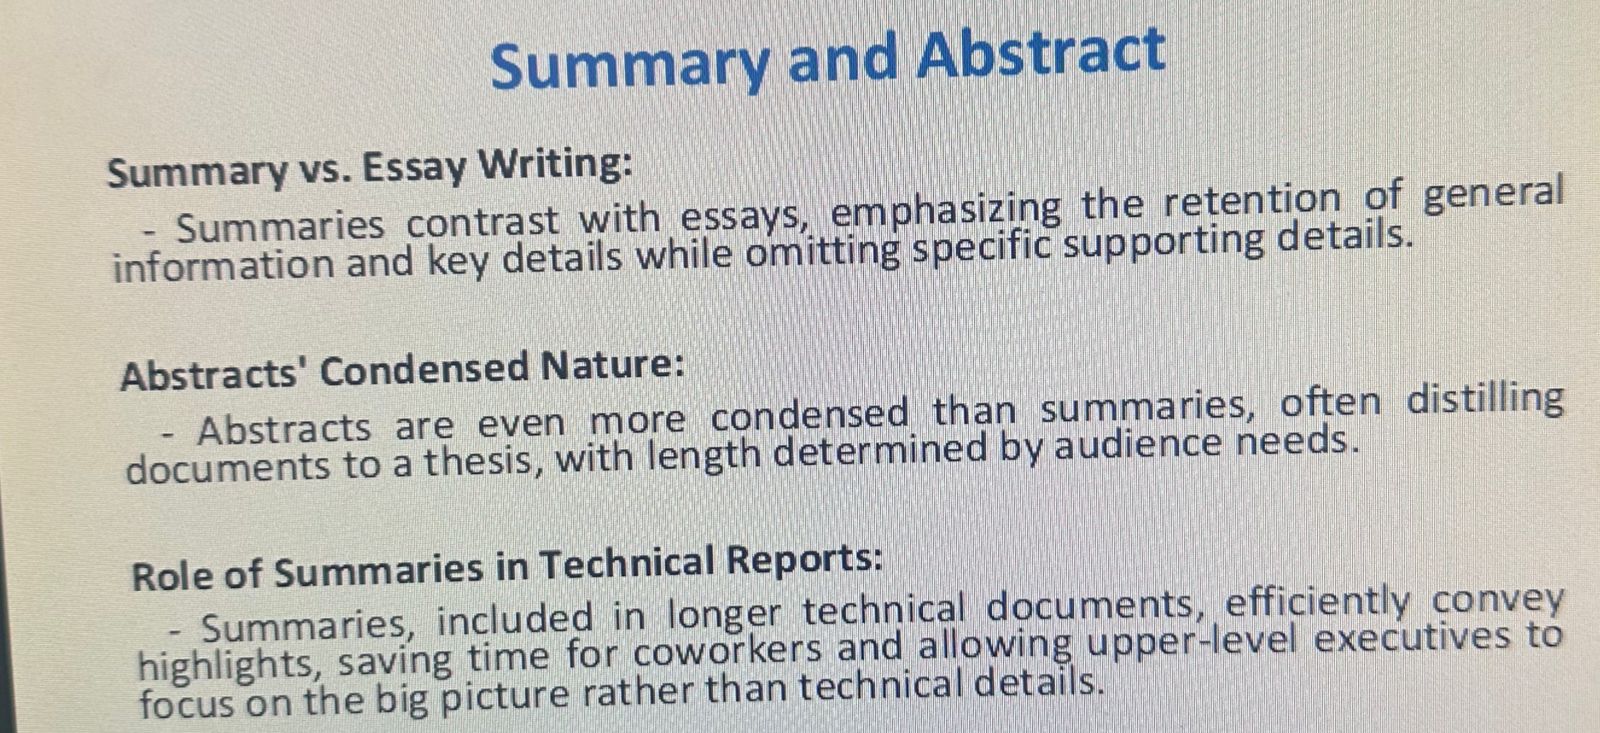 Summary and Abstract
Summary vs. Essay Writing:
- Summaries contrast with essays, emphasizing the retention of general
information and key details while omitting specific supporting details.
Abstracts' Condensed Nature:
- Abstracts are even more condensed than summaries, often distilling
documents to a thesis, with length determined by audience needs.
Role of Summaries in Technical Reports:
- Summaries, included in longer technical documents, efficiently convey
highlights, saving time for coworkers and allowing upper-level executives to
focus on the big picture rather than technical details.